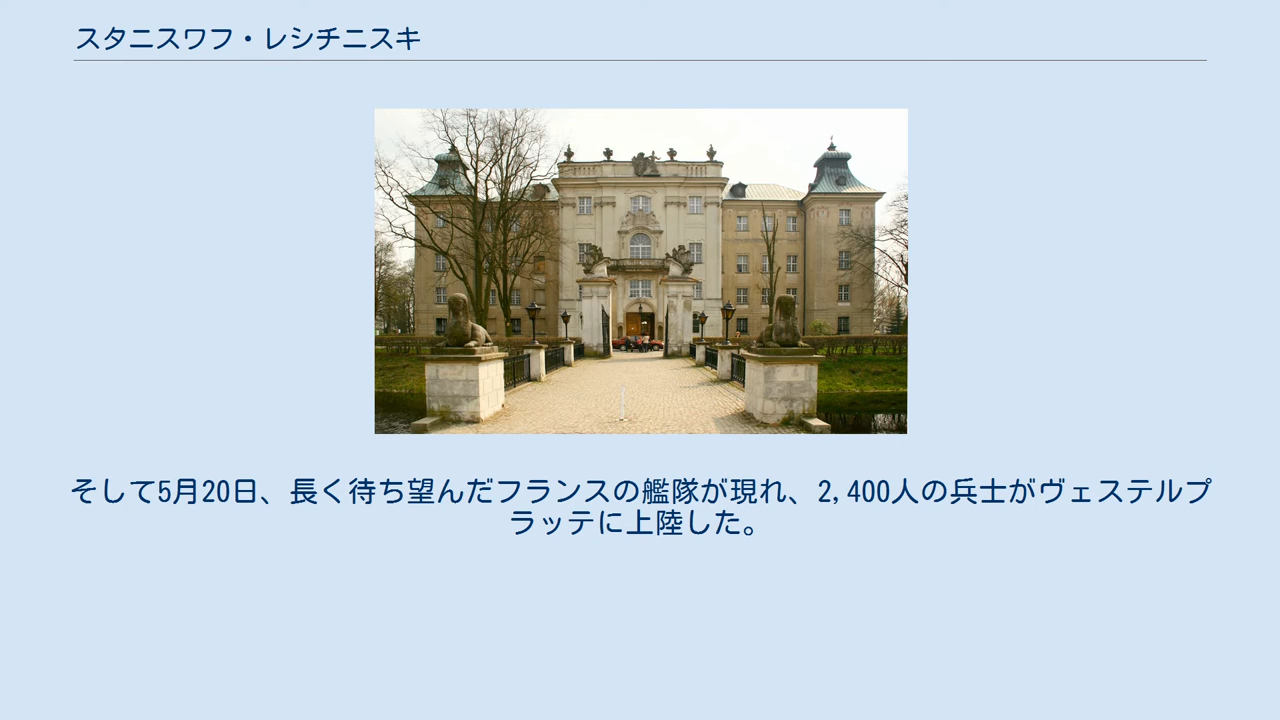 スタニスワフ・レシチニスキ
そして5月20日、長く待ち望んだフランスの艦隊が現れ、2,400人の兵士がヴェステルプ
ラッテに上陸した。